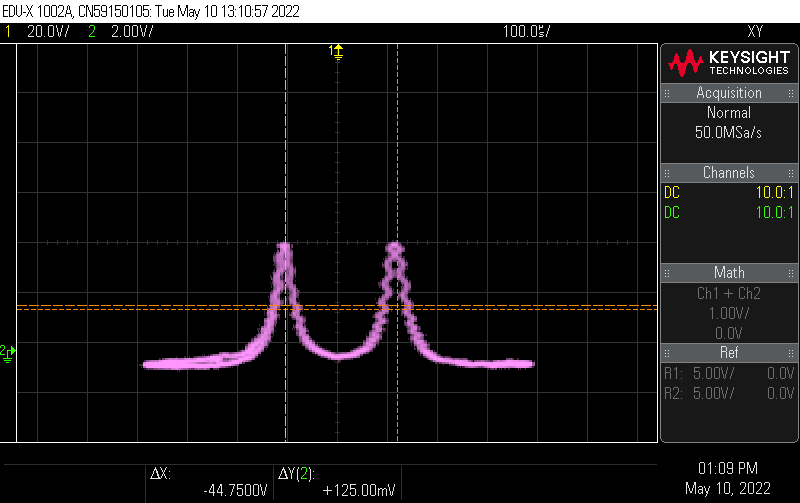 EDU-X 1002A, CN59150105: Tue May 10 13:10:57 2022
1 20.0V/ 2 2.00V/ 100.0s/ XY
1
KEYSIGHT
TECHNOLOGIES
Acquisition
Normal
50.0MSa/s
Channels
DC 10.0:1
DC 10.0:1
Math
Ch1 + Ch2
1.00V/
0.0V
Ref
R1: 5.00V/ 0.0V
R2: 5.00V/ 0.0V
2
ΔX:
-44.7500V
ΔY(2):
+125.00mV
01:09 PM
May 10, 2022